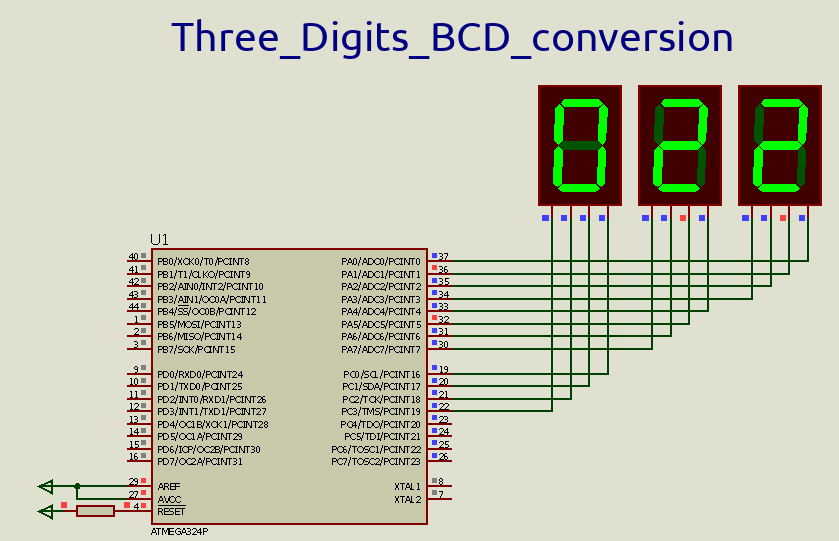 Three_Digits_BCD_conversion
022
U1
40 PB0/XCK0/T0/PCINT8 PA0/ADC0/PCINT0 37
41 PB1/T1/CLKO/PCINT9 PA1/ADC1/PCINT1 36
42 PB2/AIN0/INT2/PCINT10 PA2/ADC2/PCINT2 35
43 PB3/AIN1/OC0A/PCINT11 PA3/ADC3/PCINT3 34
44 PB4/SS/OC0B/PCINT12 PA4/ADC4/PCINT4 33
1 PB5/MOSI/PCINT13 PA5/ADC5/PCINT5 32
2 PB6/MISO/PCINT14 PA6/ADC6/PCINT6 31
3 PB7/SCK/PCINT15 PA7/ADC7/PCINT7 30
9 PD0/RXD0/PCINT24 PC0/SCL/PCINT16 19
10 PD1/TXD0/PCINT25 PC1/SDA/PCINT17 20
11 PD2/INT0/RXD1/PCINT26 PC2/TCK/PCINT18 21
12 PD3/INT1/TXD1/PCINT27 PC3/TMS/PCINT19 22
13 PD4/OC1B/XCK1/PCINT28 PC4/TDO/PCINT20 23
14 PD5/OC1A/PCINT29 PC5/TDI/PCINT21 24
15 PD6/ICP/OC2B/PCINT30 PC6/TOSC1/PCINT22 25
16 PD7/OC2A/PCINT31 PC7/TOSC2/PCINT23 26
29 AREF XTAL1 8
27 AVCC XTAL2 7
4 RESET
ATMEGA324P